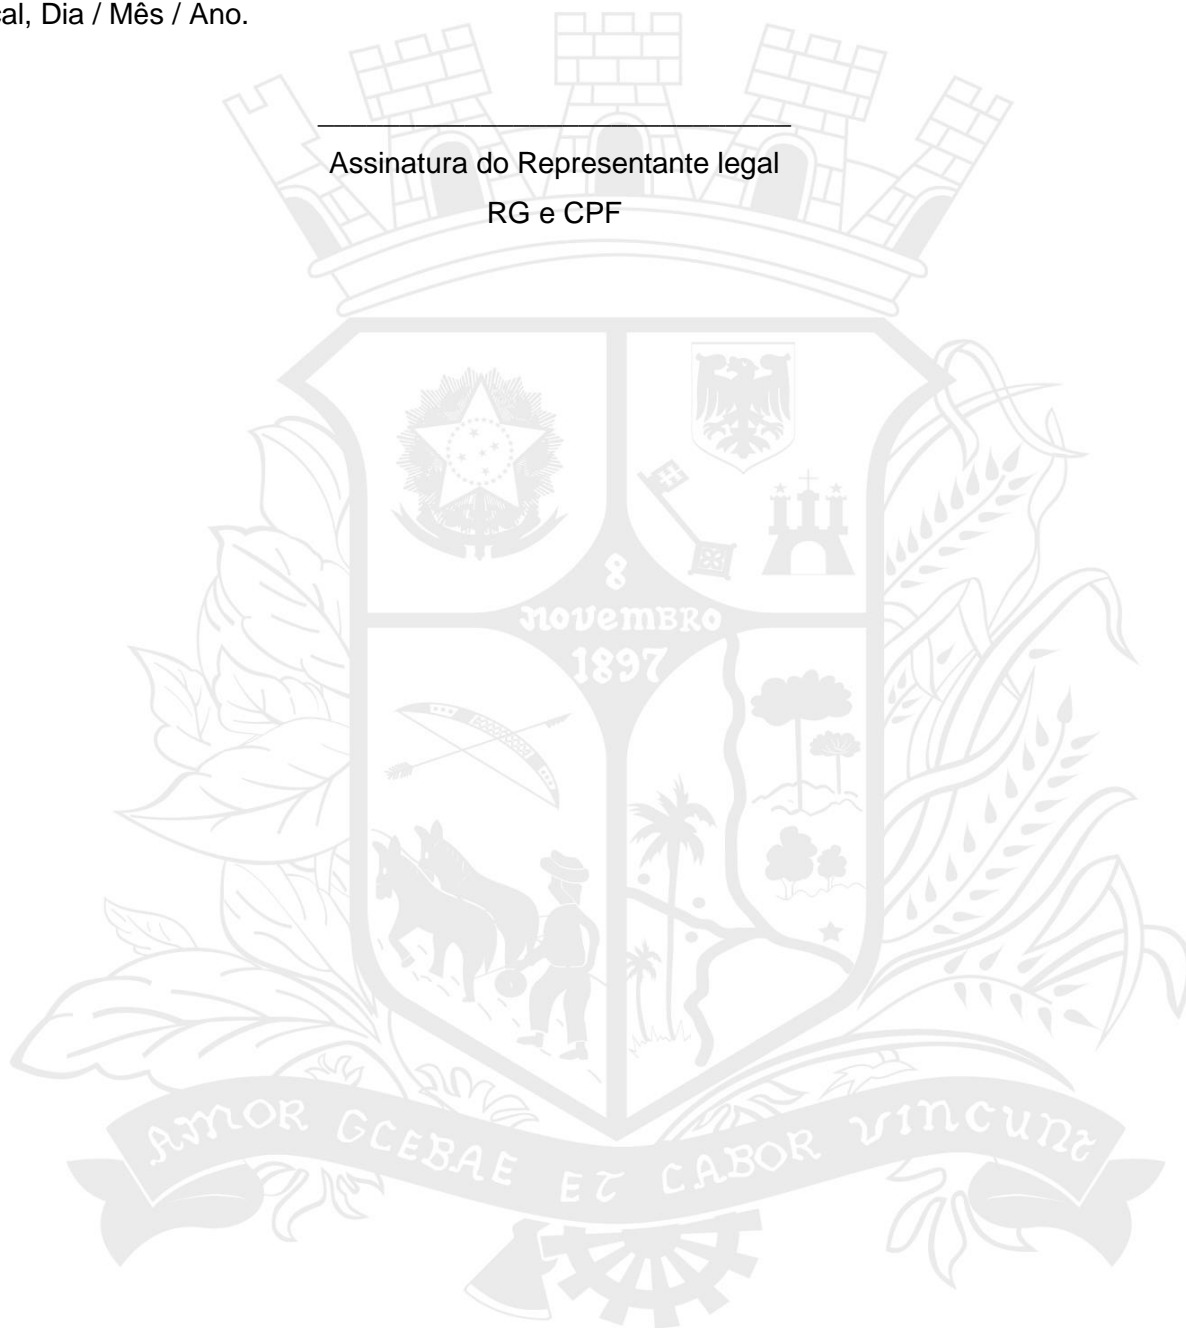 cal, Dia / Mês / Ano.
Assinatura do Representante legal
RG e CPF
8
NOVEMBRO
1897
AMOR GLEBAE ET LABOR VINCUNT